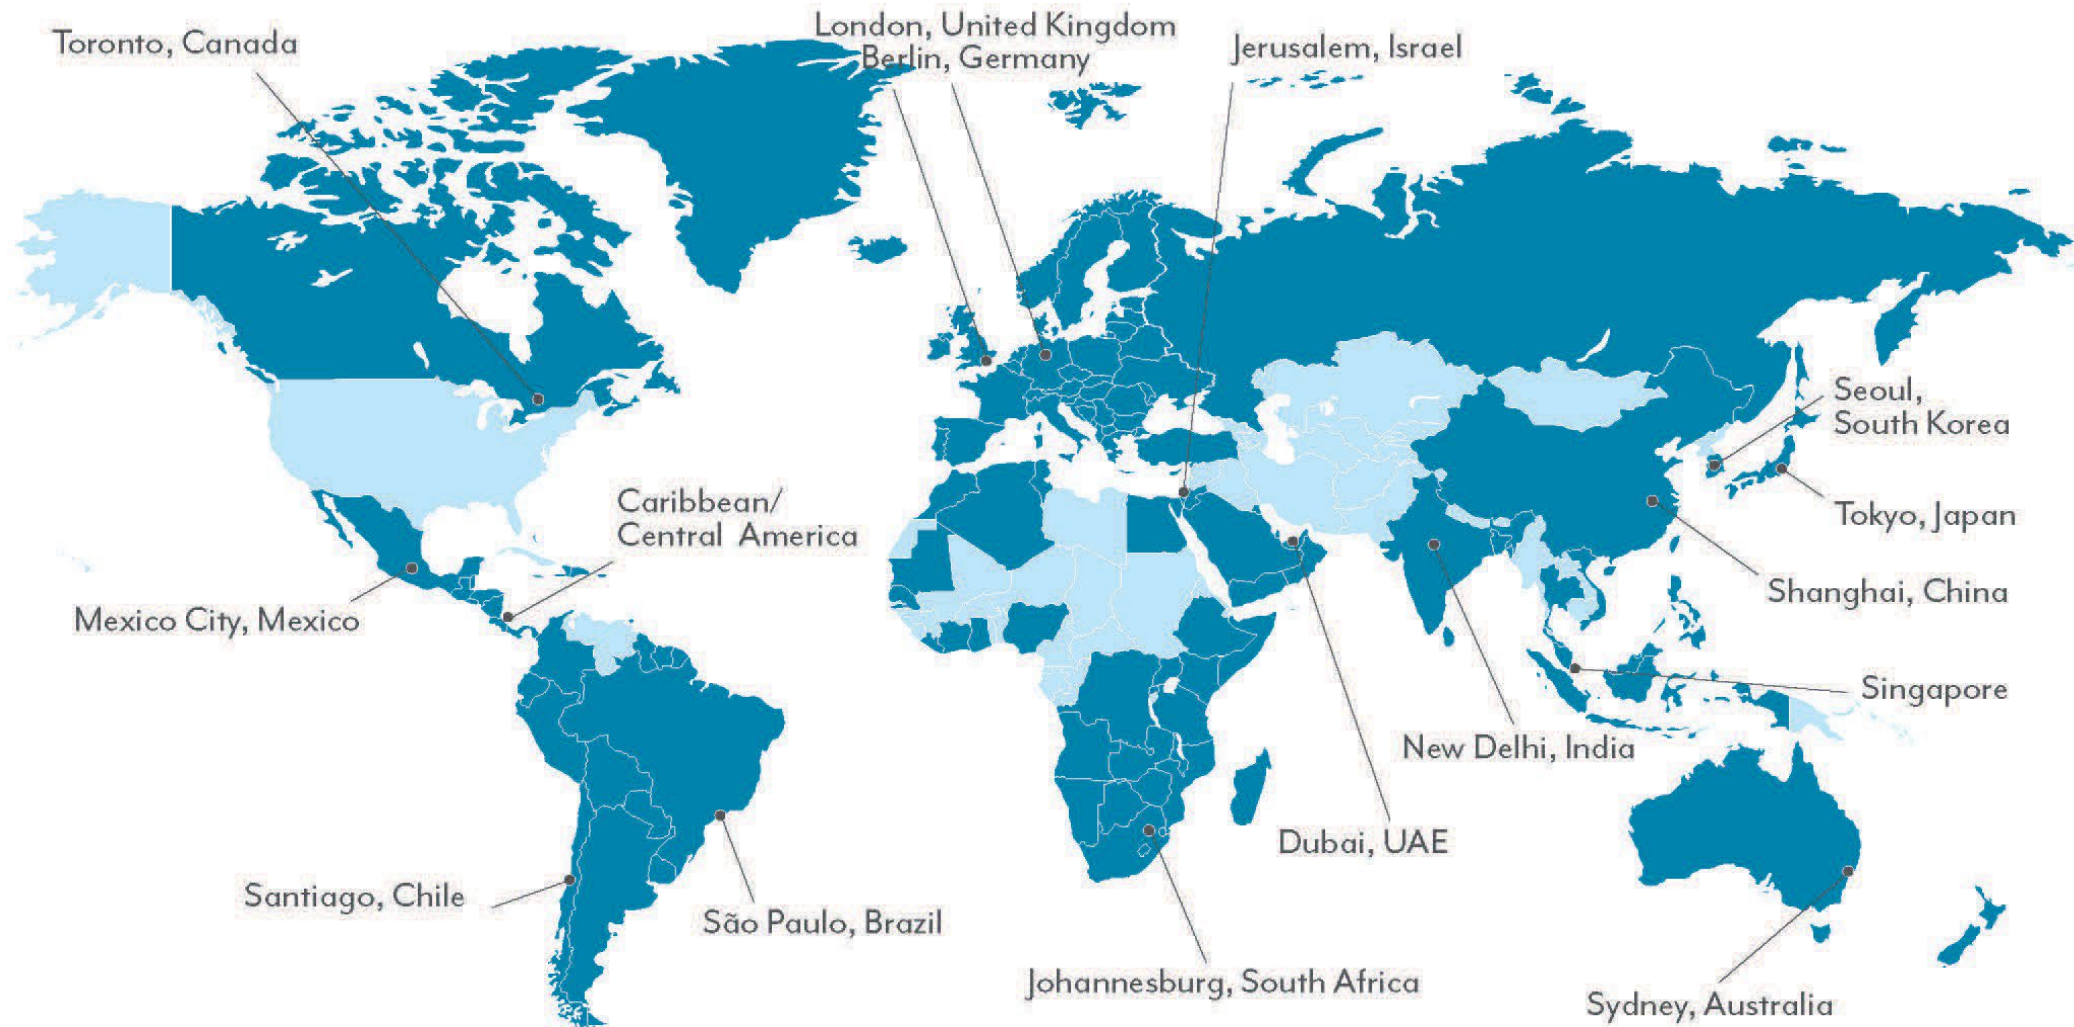 London, United Kingdom
Berlin, Germany
Toronto, Canada
Jerusalem, Israel
Seoul,
South Korea
Caribbean/
Central America
Tokyo, Japan
Shanghai, China
Mexico City, Mexico
Singapore
New Delhi, India
Dubai, UAE
Santiago, Chile
São Paulo, Brazil
Johannesburg, South Africa
Sydney, Australia